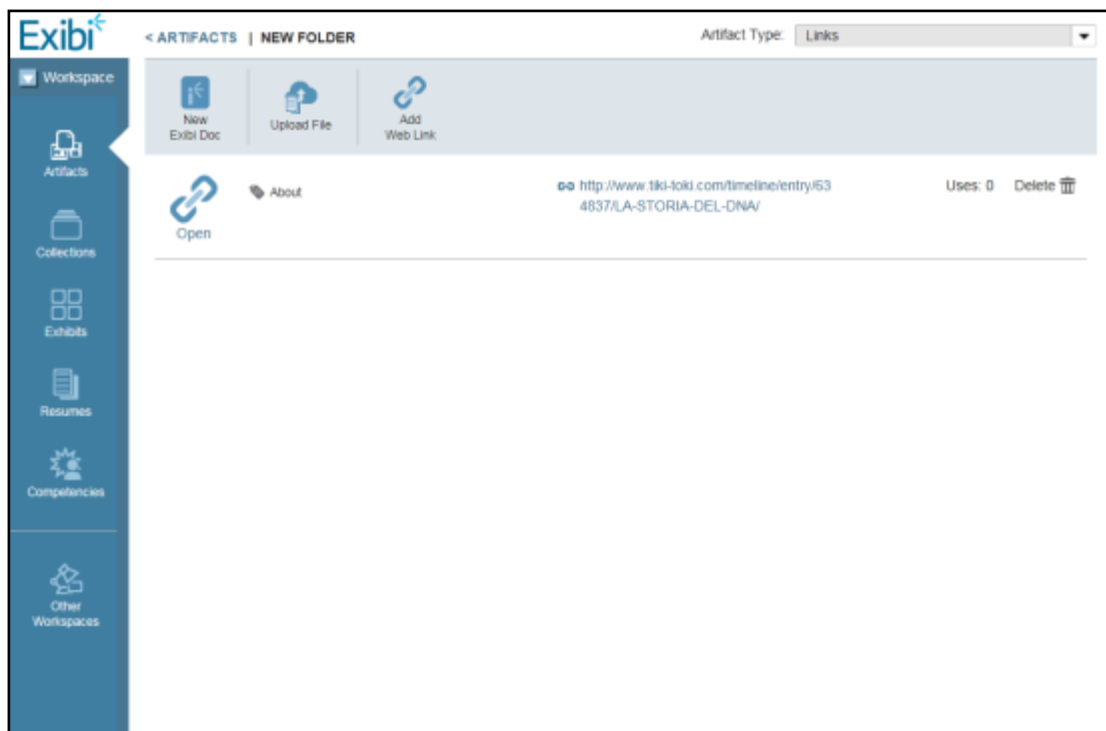 Exibi
< ARTIFACTS | NEW FOLDER
Artifact Type: Links
Workspace
New
Exibi Doc
Upload File
Add
Web Link
Artifacts
Open
About
http://www.tiki-toki.com/timeline/entry/63
4837/LA-STORIA-DEL-DNA/
Uses: 0
Delete
Collections
Exhibits
Resumes
Competencies
Other
Workspaces